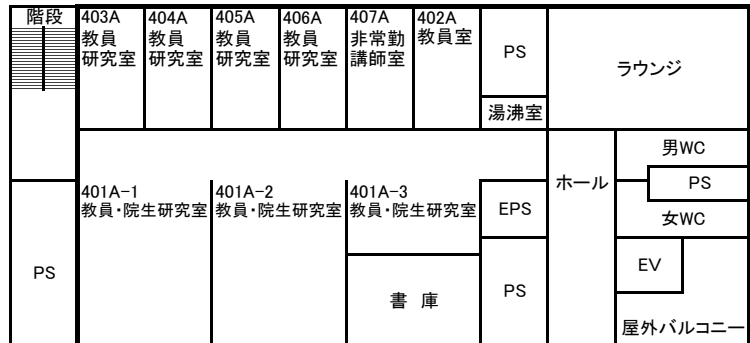 階段
403A
教員
研究室
404A
教員
研究室
405A
教員
研究室
406A
教員
研究室
407A
非常勤
講師室
402A
教員室
PS
湯沸室
ラウンジ
401A-1
教員・院生研究室
401A-2
教員・院生研究室
401A-3
教員・院生研究室
書 庫
EPS
PS
ホール
男WC
PS
女WC
EV
屋外バルコニー
PS